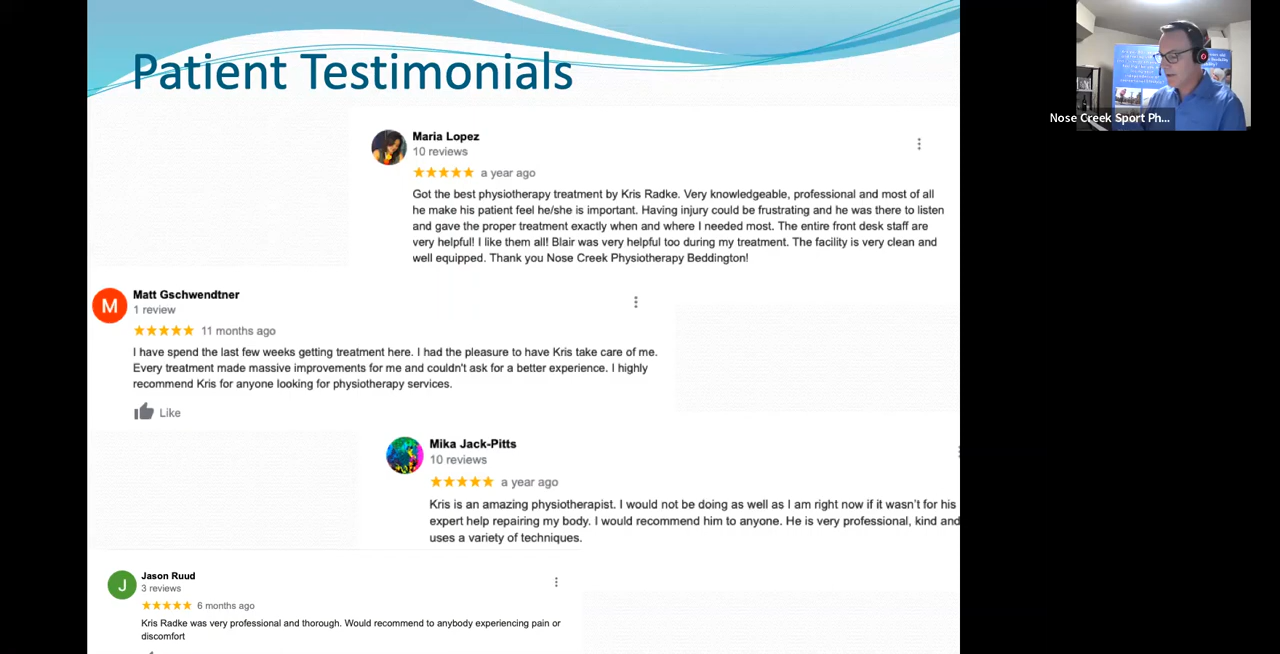 Patient Testimonials
Nose Creek Sport Ph...
Maria Lopez
10 reviews
a year ago
Got the best physiotherapy treatment by Kris Radke. Very knowledgeable, professional and most of all
he make his patient feel he/she is important. Having injury could be frustrating and he was there to listen
and gave the proper treatment exactly when and where I needed most. The entire front desk staff are
very helpful! I like them all! Blair was very helpful too during my treatment. The facility is very clean and
well equipped. Thank you Nose Creek Physiotherapy Beddington!
M
Matt Gschwendtner
1 review
11 months ago
I have spend the last few weeks getting treatment here. I had the pleasure to have Kris take care of me.
Every treatment made massive improvements for me and couldn't ask for a better experience. I highly
recommend Kris for anyone looking for physiotherapy services.
Like
Mika Jack-Pitts
10 reviews
a year ago
Kris is an amazing physiotherapist. I would not be doing as well as I am right now if it wasn't for his
expert help repairing my body. I would recommend him to anyone. He is very professional, kind and
uses a variety of techniques.
J
Jason Ruud
3 reviews
6 months ago
Kris Radke was very professional and thorough. Would recommend to anybody experiencing pain or
discomfort